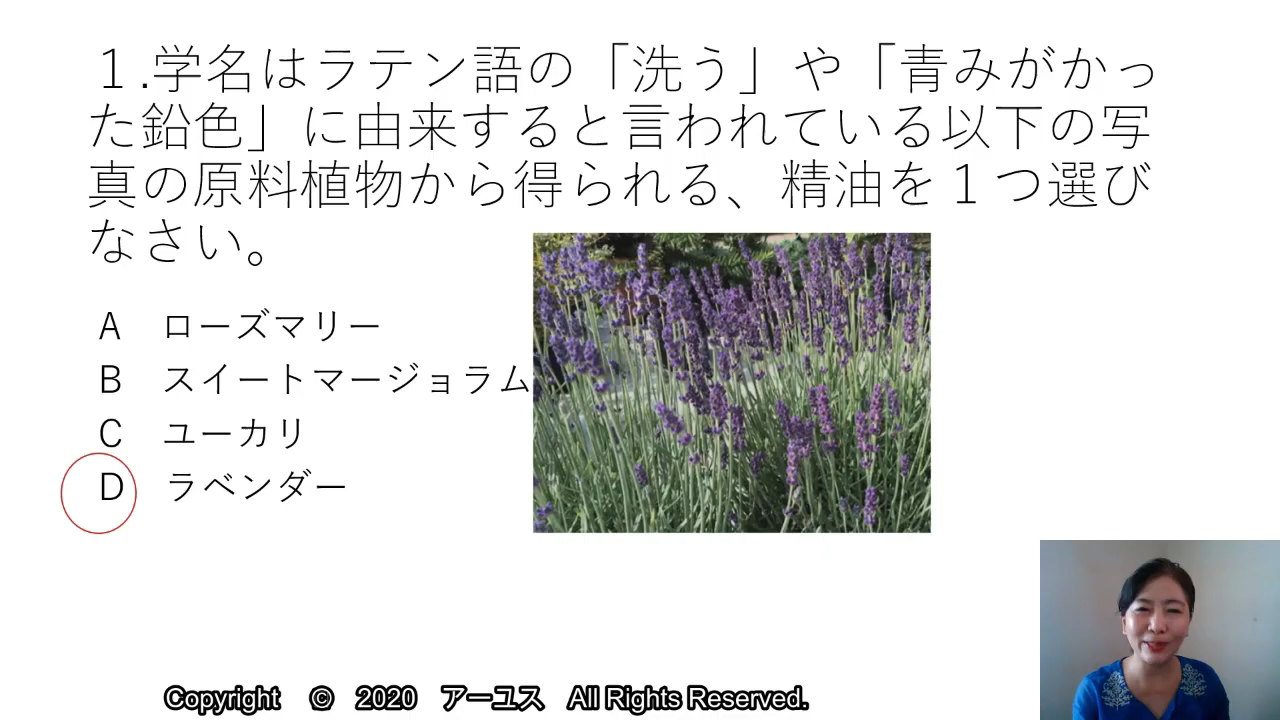 １.学名はラテン語の「洗う」や「青みがかっ
た鉛色」に由来すると言われている以下の写
真の原料植物から得られる、精油を１つ選び
なさい。
A　ローズマリー
B　スイートマージョラム
C　ユーカリ
D　ラベンダー
Copyright　©　2020　アーユス　All Rights Reserved.